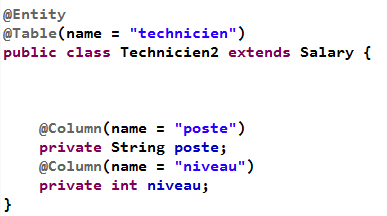 @Entity
@Table(name = "technicien")
public class Technicien2 extends Salary {
@Column(name = "poste")
private String poste;
@Column(name = "niveau")
private int niveau;
}